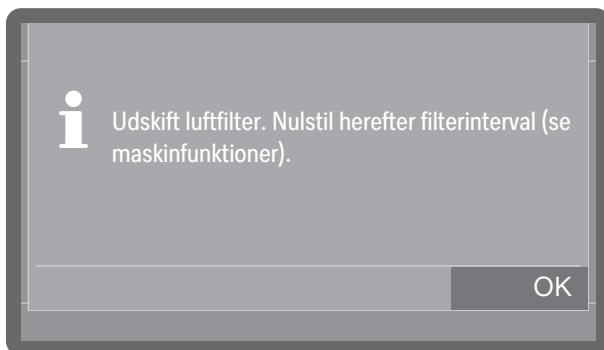 Udskift luftfilter. Nulstil herefter filterinterval (se
maskinfunktioner).
OK